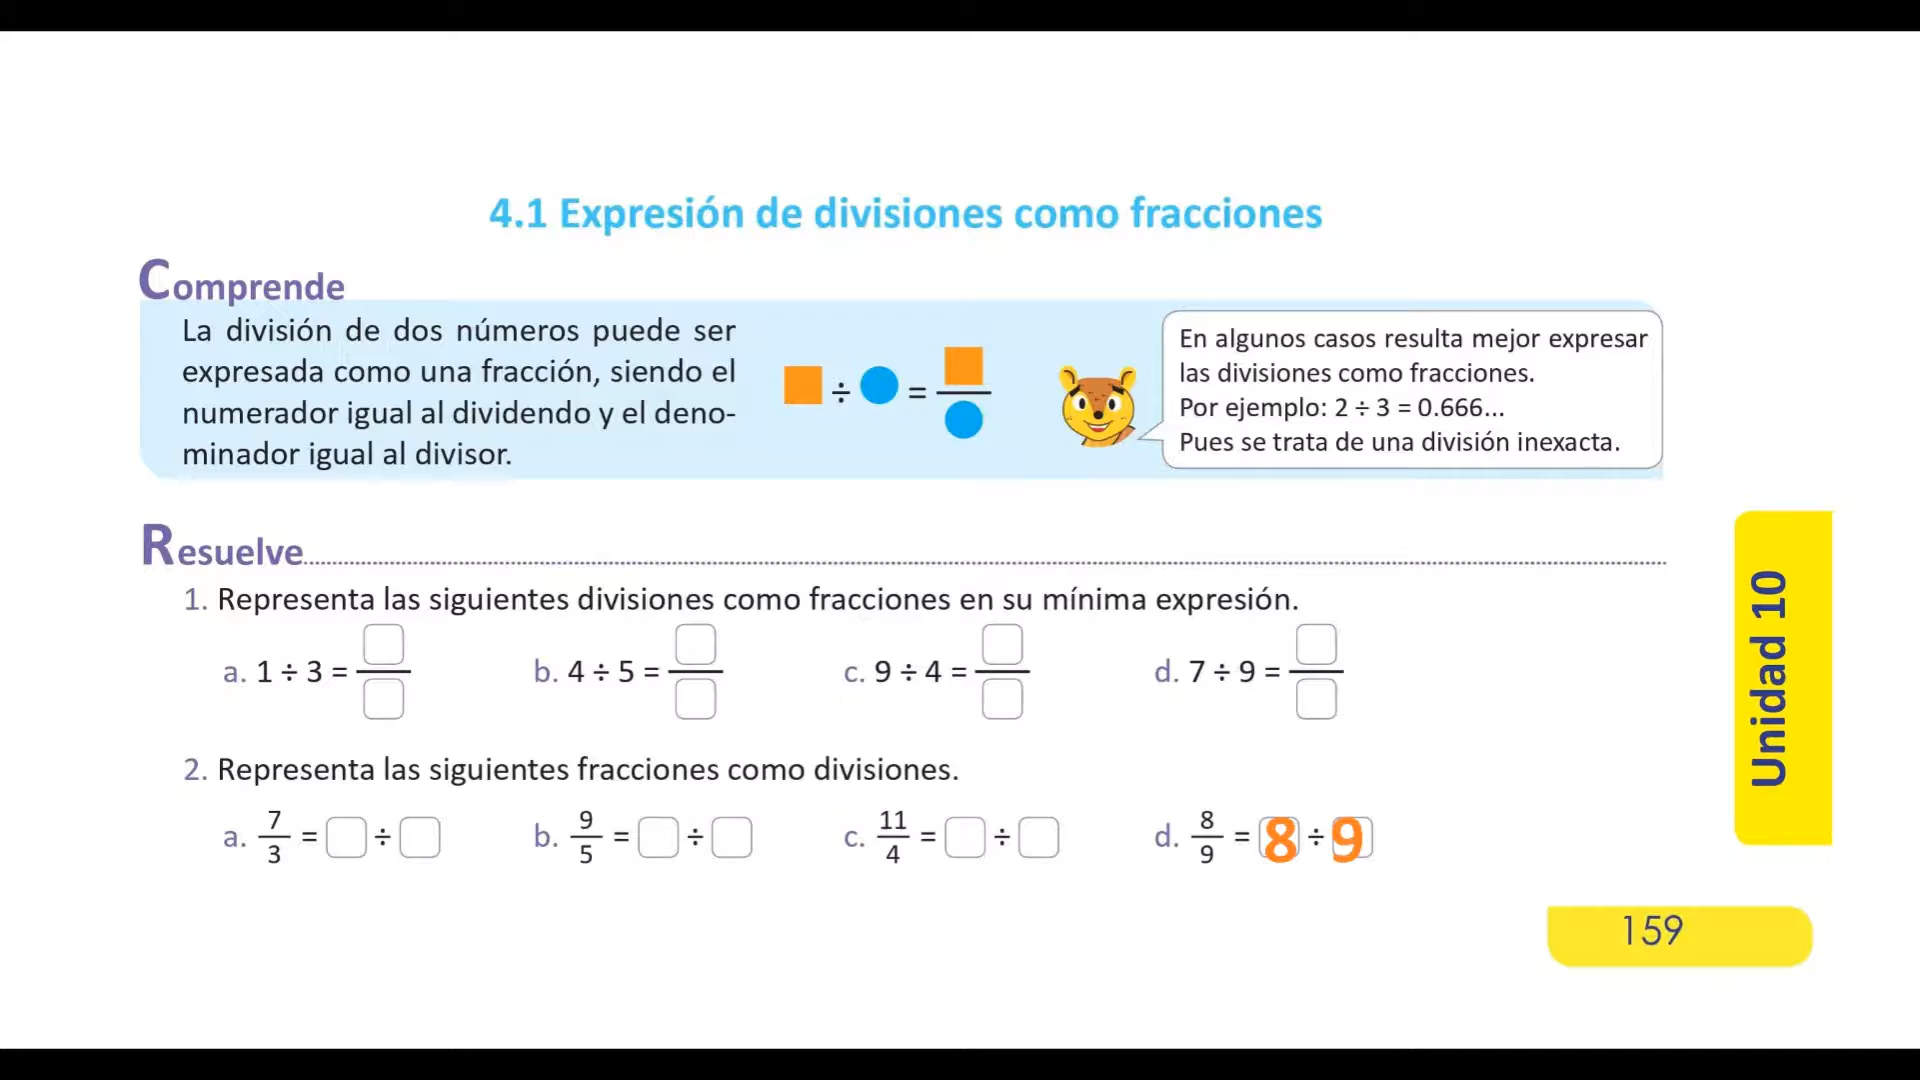 4.1 Expresión de divisiones como fracciones
Comprende
La división de dos números puede ser
expresada como una fracción, siendo el
numerador igual al dividendo y el deno-
minador igual al divisor.
÷ =
En algunos casos resulta mejor expresar
las divisiones como fracciones.
Por ejemplo: 2 ÷ 3 = 0.666...
Pues se trata de una división inexacta.
Resuelve
1. Representa las siguientes divisiones como fracciones en su mínima expresión.
a. 1 ÷ 3 = b. 4 ÷ 5 = c. 9 ÷ 4 = d. 7 ÷ 9 =
2. Representa las siguientes fracciones como divisiones.
a. 7/3 = ÷ b. 9/5 = ÷ c. 11/4 = ÷ d. 8/9 = 8 ÷ 9
Unidad 10
159